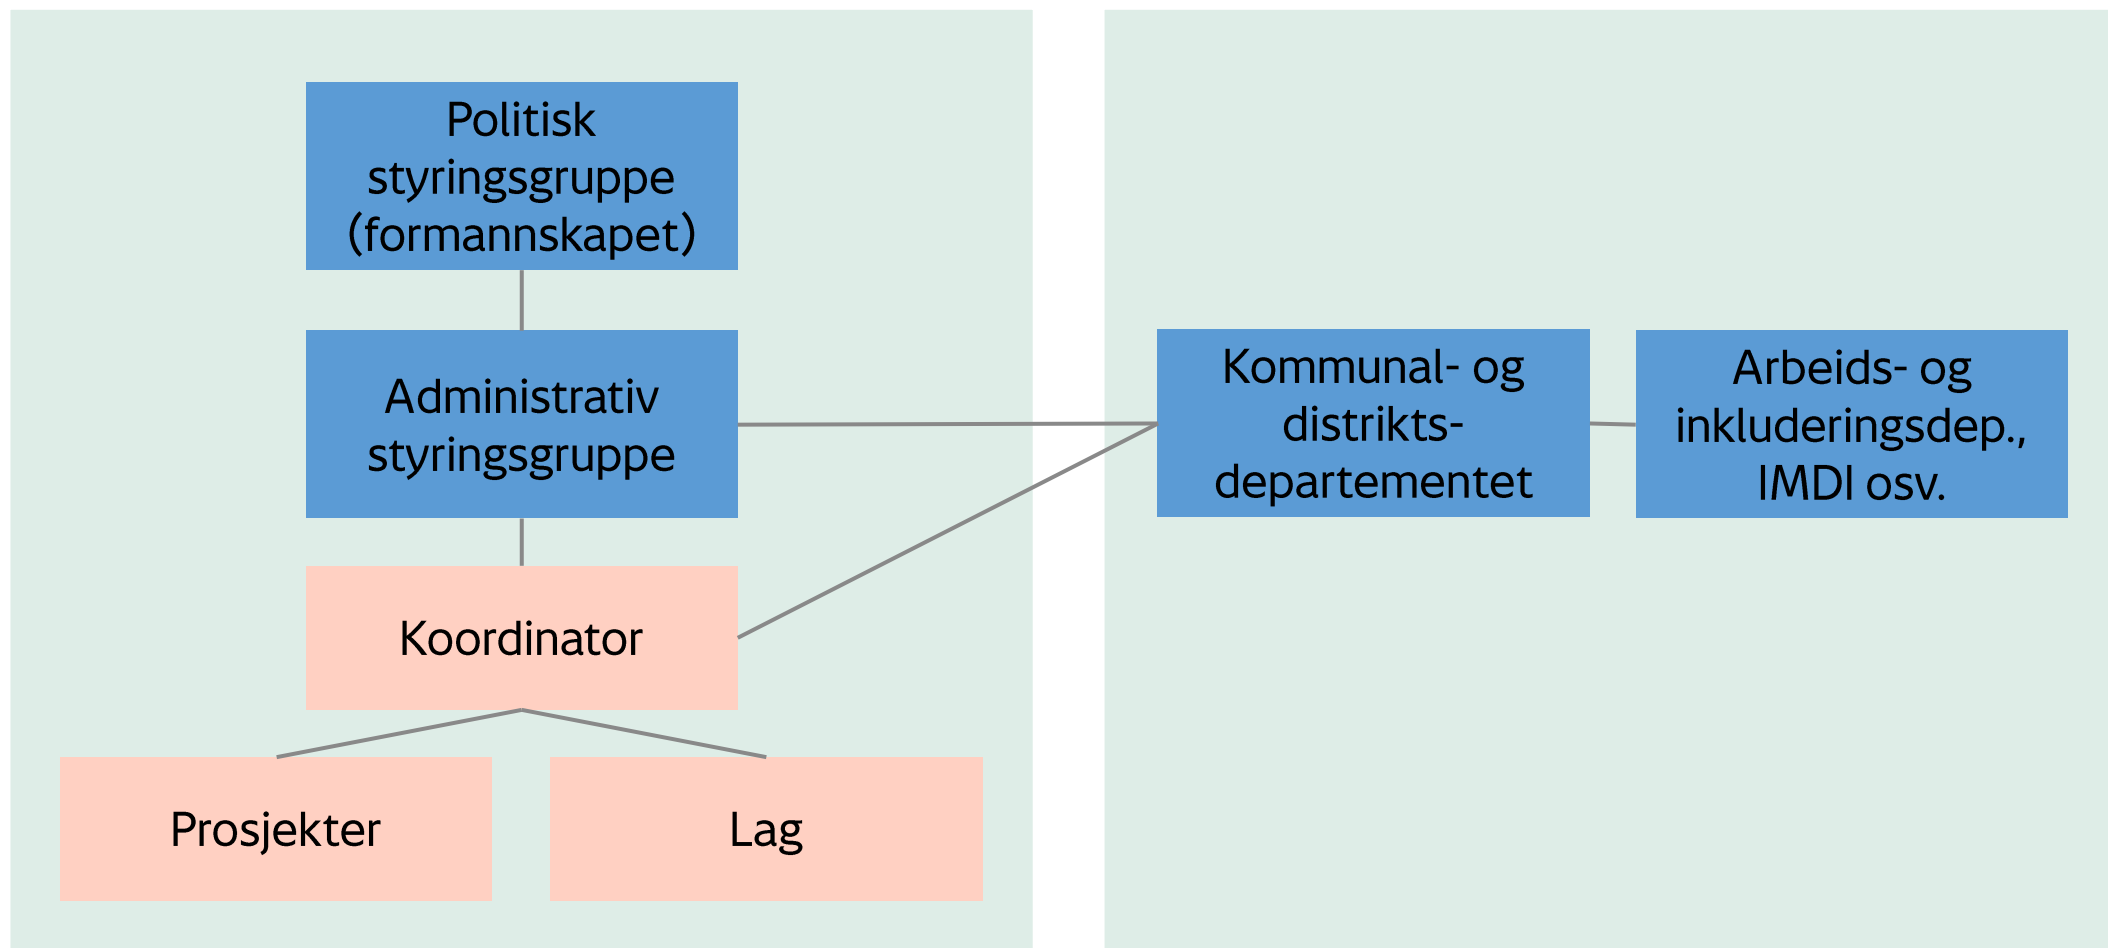 Politisk
styringsgruppe
(formannskapet)
Administrativ
styringsgruppe
Koordinator
Prosjekter
Lag
Kommunal- og
distrikts-
departementet
Arbeids- og
inkluderingsdep.,
IMDI osv.